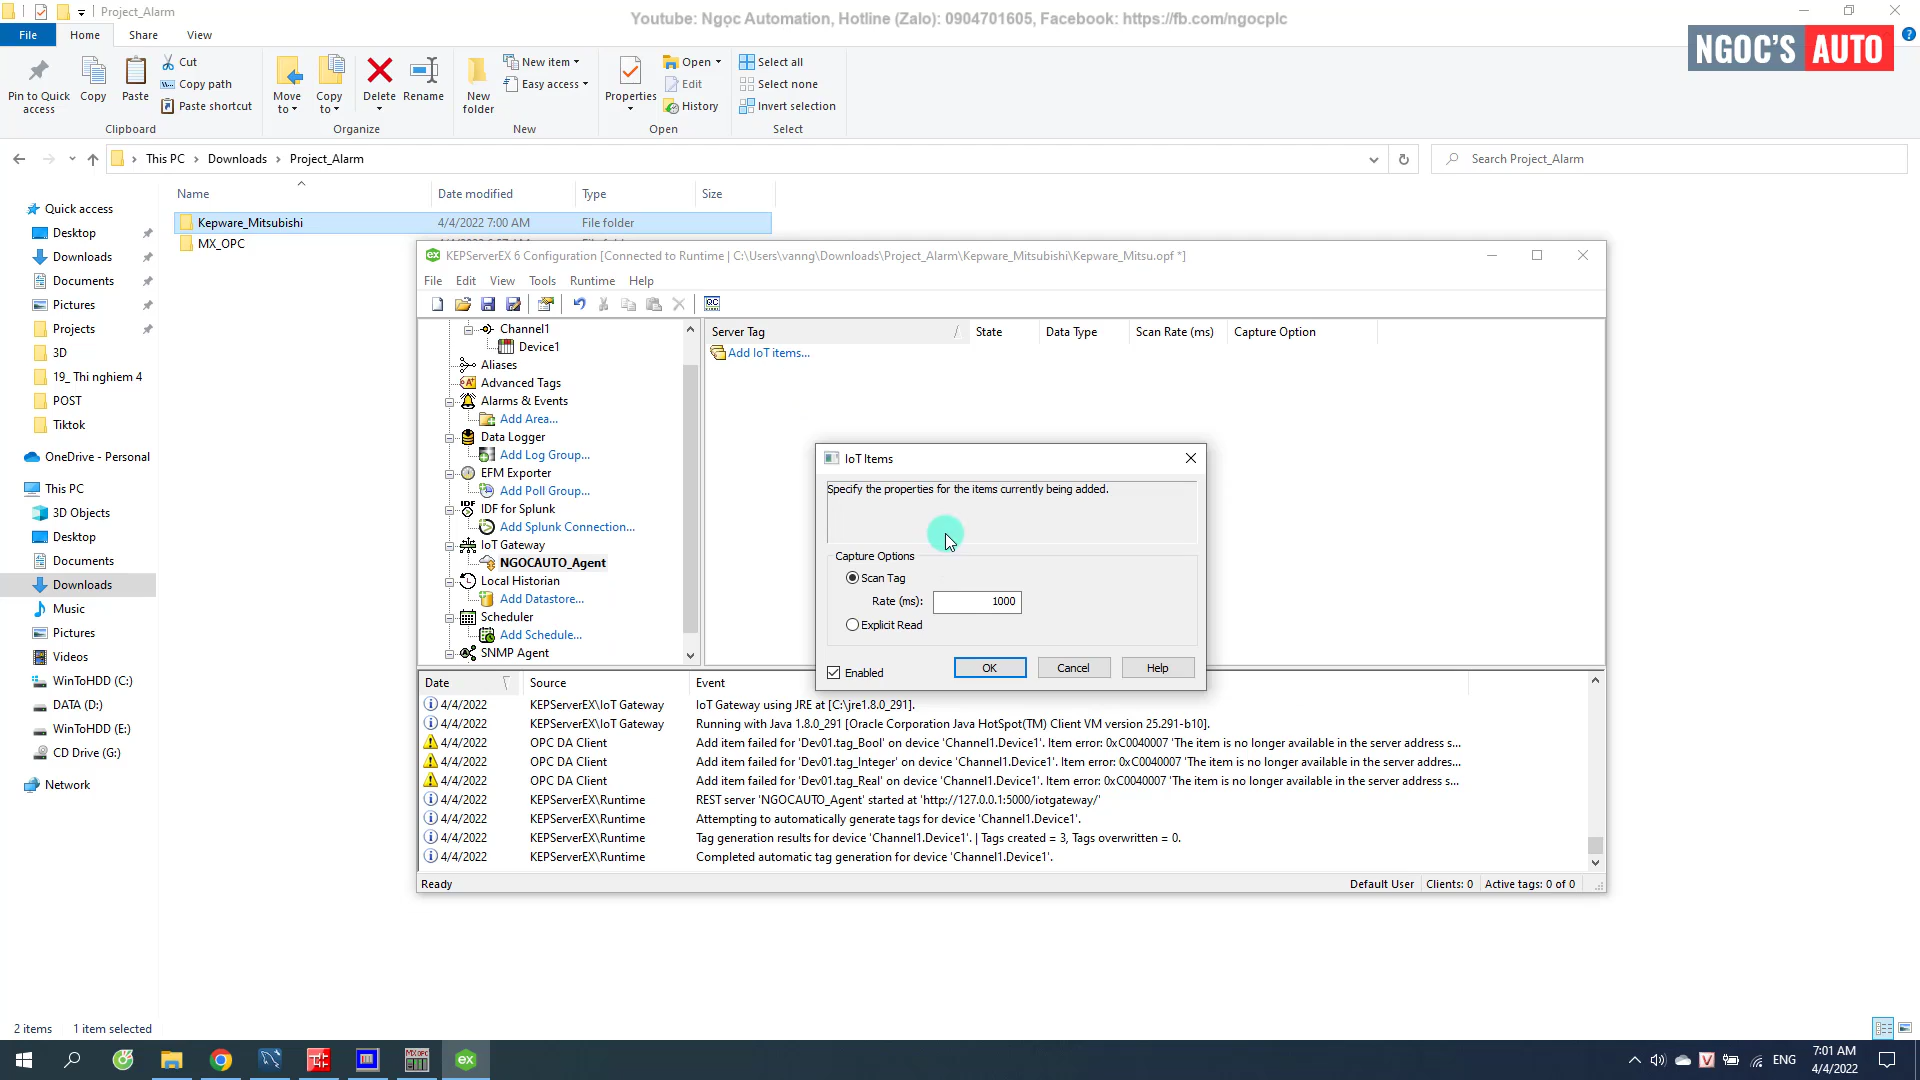 Project_Alarm
Youtube: Ngọc Automation, Hotline (Zalo): 0904701605, Facebook: https://fb.com/ngocplc
NGOC'S AUTO
File Home Share View
Pin to Quick access
Copy
Paste
Cut
Copy path
Paste shortcut
Move to
Copy to
Delete
Rename
New folder
New item
Easy access
Properties
Open
Edit
History
Select all
Select none
Invert selection
Clipboard Organize New Open Select
This PC Downloads Project_Alarm
Search Project_Alarm
Name Date modified Type Size
Kepware_Mitsubishi 4/4/2022 7:00 AM File folder
MX_OPC
Quick access
Desktop
Downloads
Documents
Pictures
Projects
3D
19_ Thi nghiem 4
POST
Tiktok
OneDrive - Personal
This PC
3D Objects
Desktop
Documents
Downloads
Music
Pictures
Videos
WinToHDD (C:)
DATA (D:)
WinToHDD (E:)
CD Drive (G:)
Network
KEPServerEX 6 Configuration [Connected to Runtime | C:\Users\vanng\Downloads\Project_Alarm\Kepware_Mitsubishi\Kepware_Mitsu.opf *]
File Edit View Tools Runtime Help
Channel1
Device1
Aliases
Advanced Tags
Alarms & Events
Add Area...
Data Logger
Add Log Group...
EFM Exporter
Add Poll Group...
IDF for Splunk
Add Splunk Connection...
IoT Gateway
NGOCAUTO_Agent
Local Historian
Add Datastore...
Scheduler
Add Schedule...
SNMP Agent
Server Tag State Data Type Scan Rate (ms) Capture Option
Add IoT items...
IoT Items
Specify the properties for the items currently being added.
Capture Options
Scan Tag
Rate (ms): 1000
Explicit Read
Enabled
OK Cancel Help
Date Source Event
4/4/2022 KEPServerEX\IoT Gateway IoT Gateway using JRE at [C:\jre1.8.0_291].
4/4/2022 KEPServerEX\IoT Gateway Running with Java 1.8.0_291 [Oracle Corporation Java HotSpot(TM) Client VM version 25.291-b10].
4/4/2022 OPC DA Client Add item failed for 'Dev01.tag_Bool' on device 'Channel1.Device1'. Item error: 0xC0040007 'The item is no longer available in the server address s...
4/4/2022 OPC DA Client Add item failed for 'Dev01.tag_Integer' on device 'Channel1.Device1'. Item error: 0xC0040007 'The item is no longer available in the server addres...
4/4/2022 OPC DA Client Add item failed for 'Dev01.tag_Real' on device 'Channel1.Device1'. Item error: 0xC0040007 'The item is no longer available in the server address s...
4/4/2022 KEPServerEX\Runtime REST server 'NGOCAUTO_Agent' started at 'http://127.0.0.1:5000/iotgateway/'
4/4/2022 KEPServerEX\Runtime Attempting to automatically generate tags for device 'Channel1.Device1'.
4/4/2022 KEPServerEX\Runtime Tag generation results for device 'Channel1.Device1'. | Tags created = 3, Tags overwritten = 0.
4/4/2022 KEPServerEX\Runtime Completed automatic tag generation for device 'Channel1.Device1'.
Ready Default User Clients: 0 Active tags: 0 of 0
2 items 1 item selected
ENG
7:01 AM
4/4/2022